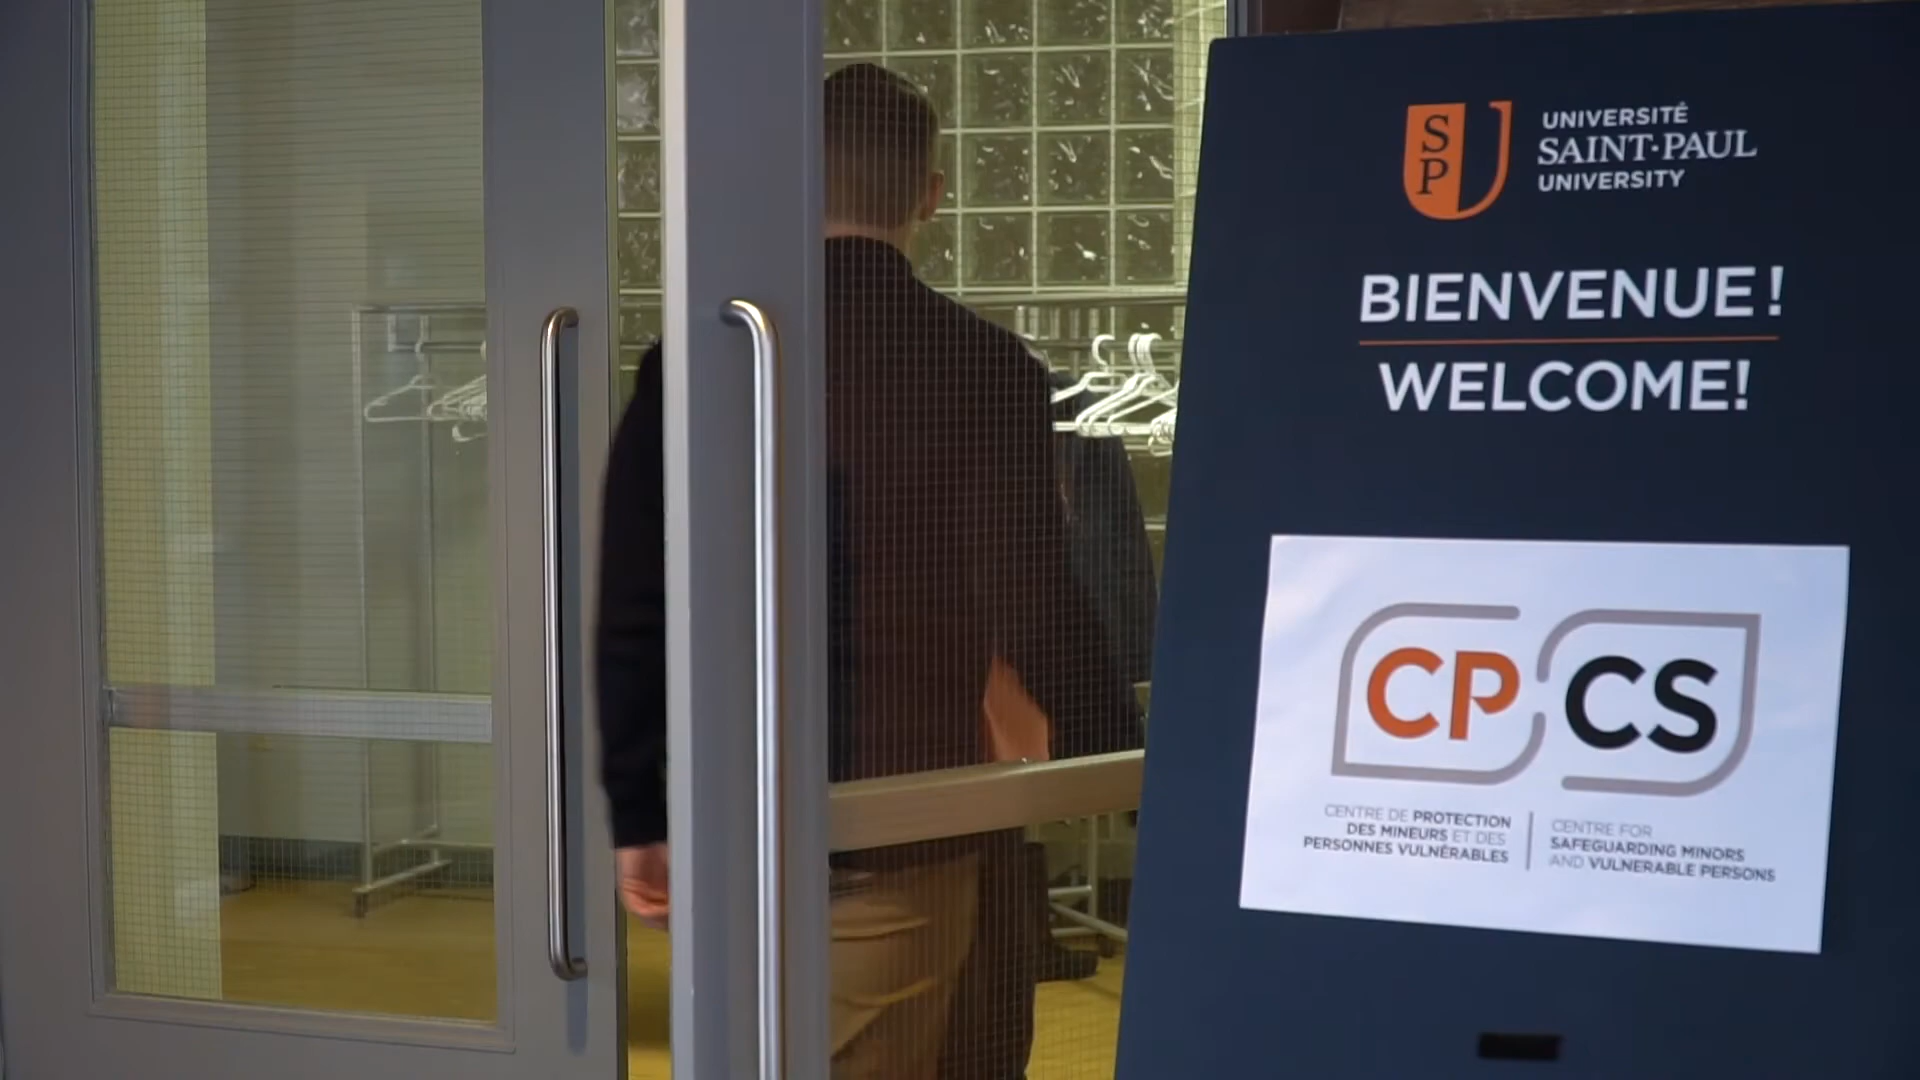 SP
UNIVERSITÉ
SAINT-PAUL
UNIVERSITY
BIENVENUE !
WELCOME!
CP CS
CENTRE DE PROTECTION
DES MINEURS ET DES
PERSONNES VULNÉRABLES
CENTRE FOR
SAFEGUARDING MINORS
AND VULNERABLE PERSONS